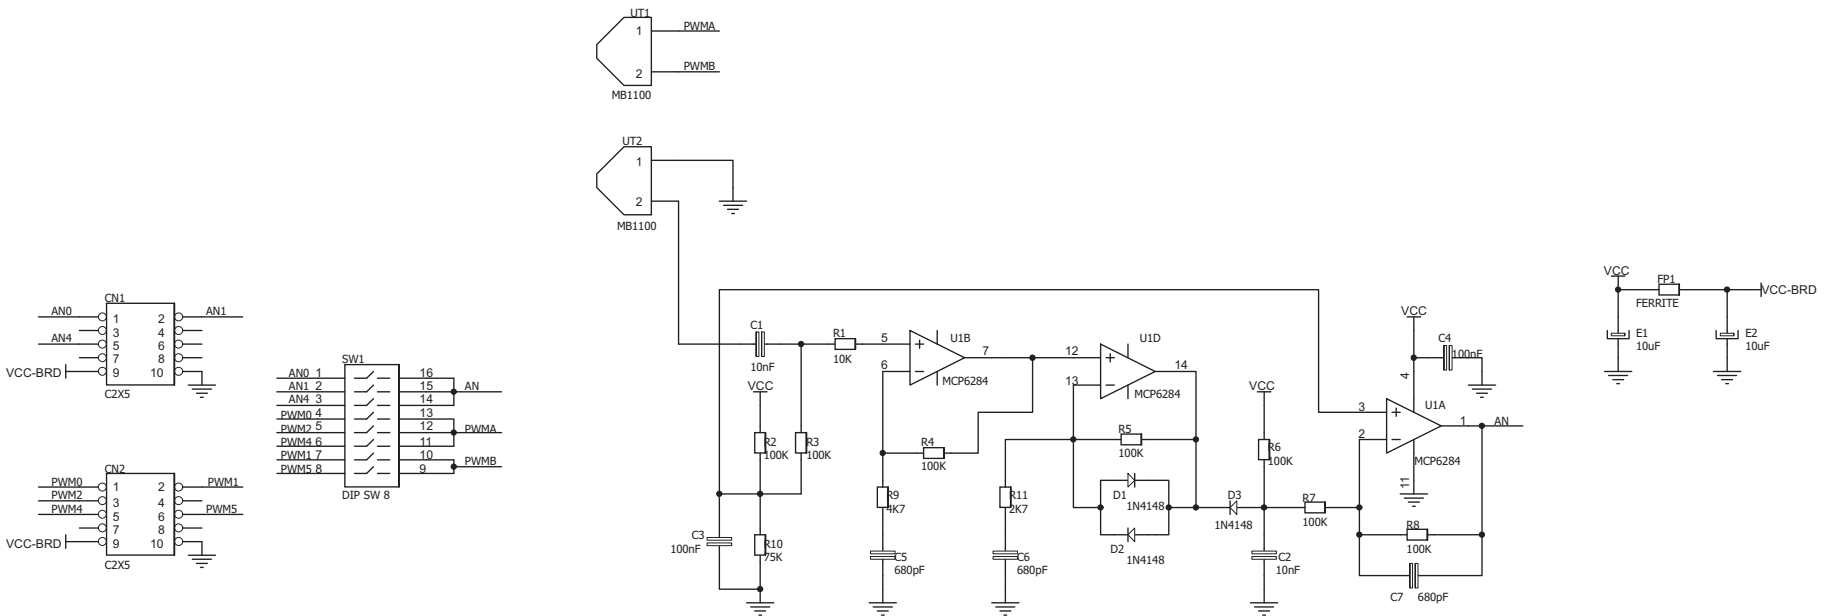 UT1
1 PWMA
2 PWMB
MB1100
UT2
1
2
MB1100
CN1
AN0 1 2 AN1
3 4
AN4 5 6
7 8
VCC-BRD 9 10
C2X5
CN2
PWM0 1 2 PWM1
PWM2 3 4
PWM4 5 6 PWM5
7 8
VCC-BRD 9 10
C2X5
SW1
AN0 1 16
AN1 2 15 AN
AN4 3 14
PWM0 4 13
PWM2 5 12 PWMA
PWM4 6 11
PWM1 7 10 PWMB
PWM5 8 9
DIP SW 8
C1
10nF
R1
10K
VCC
R2
100K
R3
100K
C3
100nF
R10
75K
5
6
7
U1B
MCP6284
R4
100K
R9
4K7
C5
680pF
12
13
14
U1D
MCP6284
R5
100K
R11
2K7
C6
680pF
D1
1N4148
D2
1N4148
D3
1N4148
VCC
R6
100K
C2
10nF
R7
100K
VCC
C4
100nF
4
3
2
1 AN
U1A
MCP6284
11
R8
100K
C7 680pF
VCC
FP1
FERRITE
VCC-BRD
E1
10uF
E2
10uF